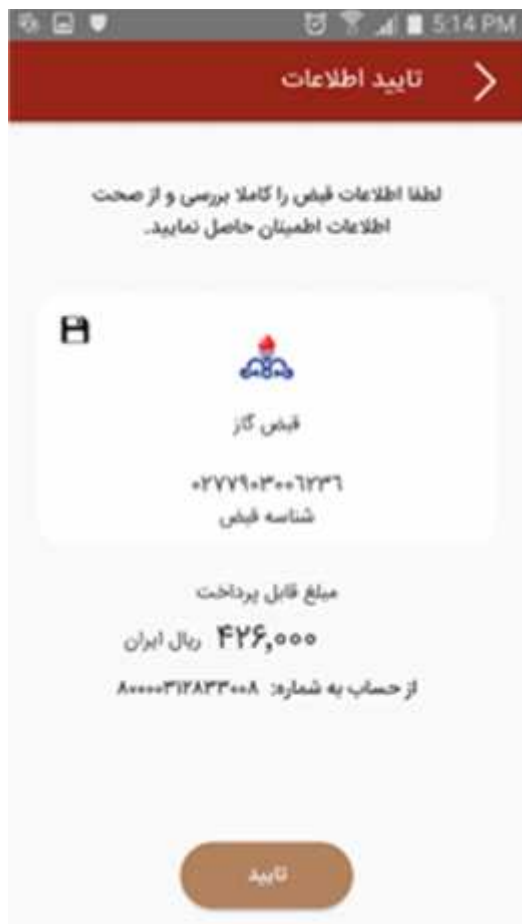 5:14 PM
تایید اطلاعات
لطفا اطلاعات قبض را کاملا بررسی و از صحت
اطلاعات اطمینان حاصل نمایید.
قبض گاز
۰۲۷۷۹۰۳۰۰٦۲۳٦
شناسه قبض
مبلغ قابل پرداخت
۴۲۶,۰۰۰ ریال ایران
از حساب به شماره: ۸۰۰۰۰۳۱۲۸۳۳۰۰۸
تایید